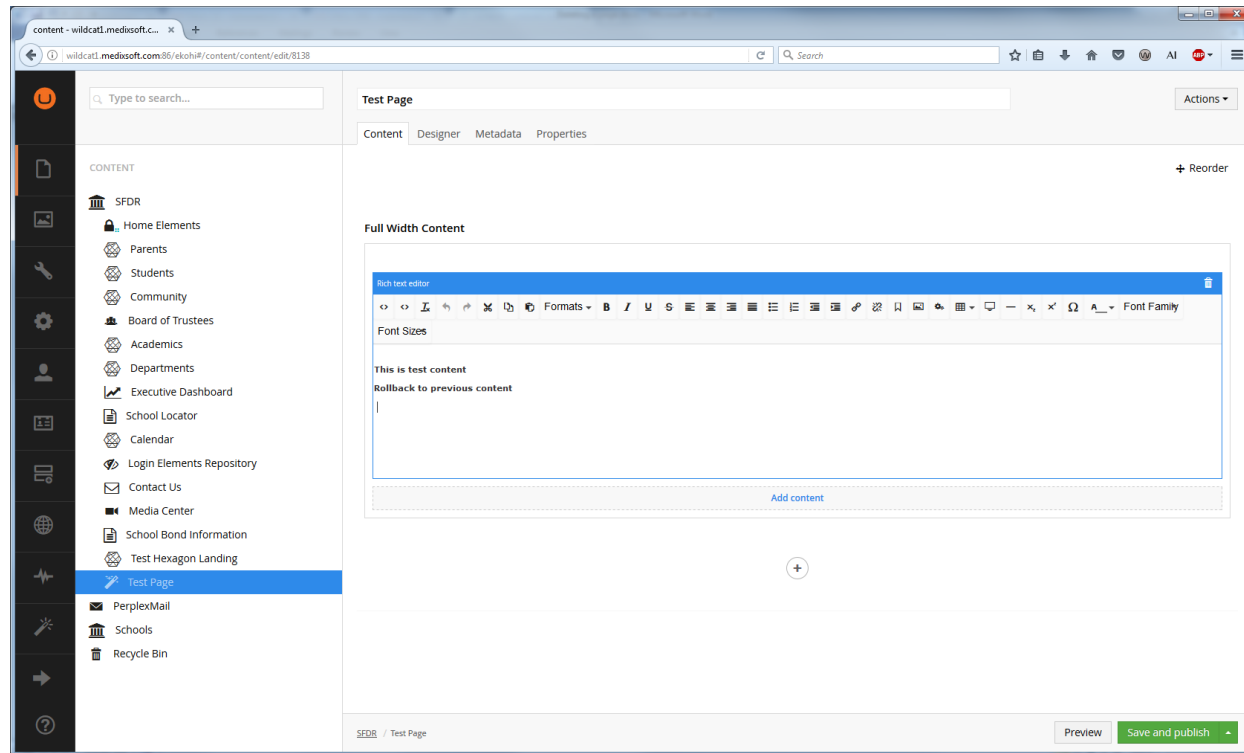 content - wildcat1.medixsoft.c...
wildcat1.medixsoft.com:86/ekohi#/content/content/edit/8138
Search
ABP
Type to search...
Test Page
Actions
Content Designer Metadata Properties
CONTENT
Reorder
SFDR
Home Elements
Parents
Students
Community
Board of Trustees
Academics
Departments
Executive Dashboard
School Locator
Calendar
Login Elements Repository
Contact Us
Media Center
School Bond Information
Test Hexagon Landing
Test Page
PerplexMail
Schools
Recycle Bin
Full Width Content
Rich text editor
Formats B I U S Font Family
Font Sizes
This is test content
Rollback to previous content
Add content
SFDR / Test Page
Preview
Save and publish